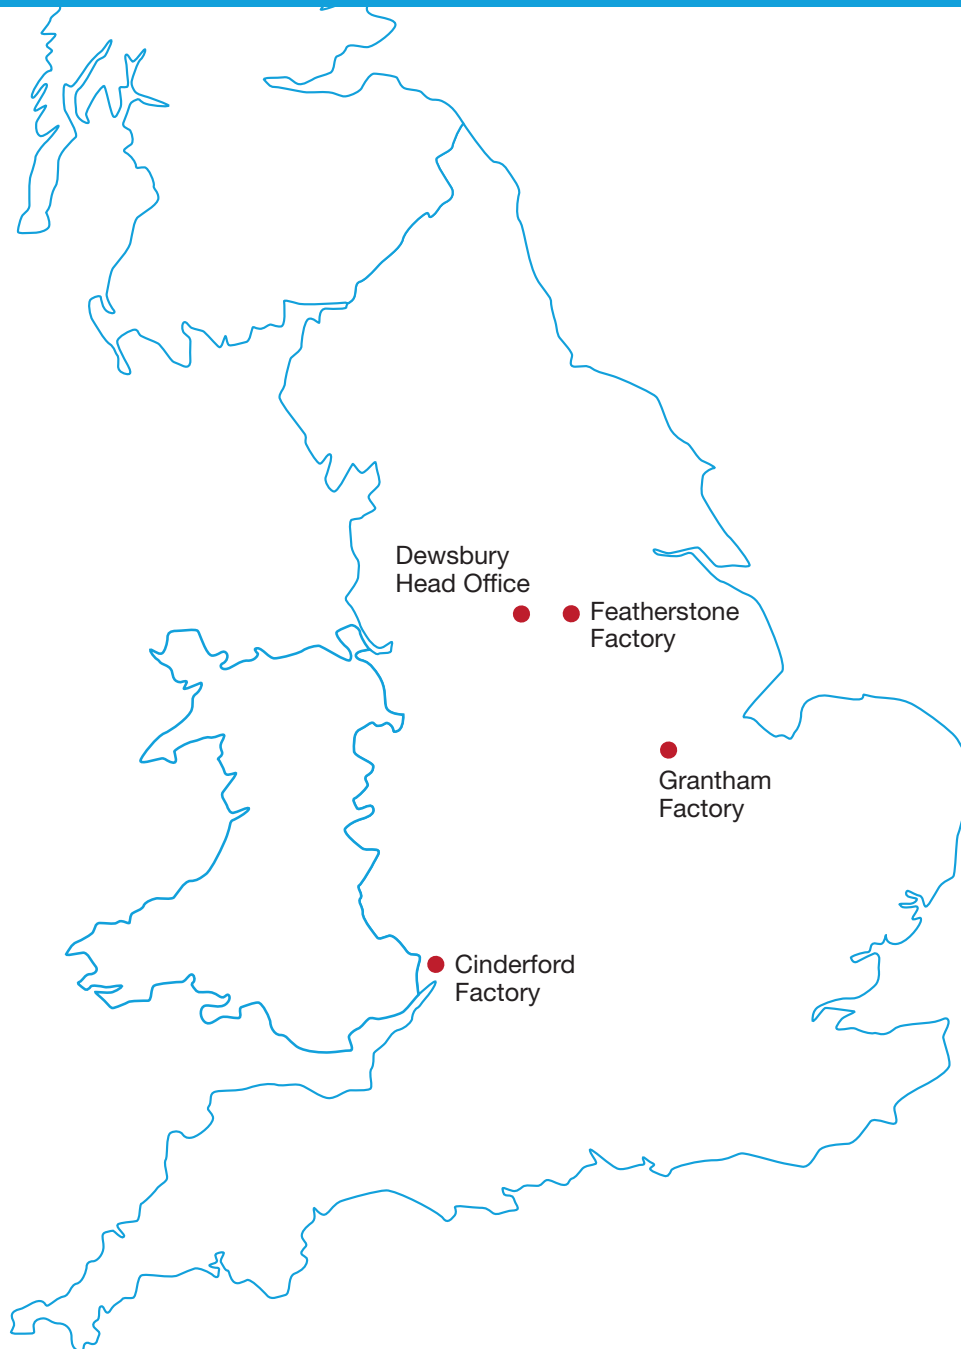 Dewsbury
Head Office
Featherstone
Factory
Grantham
Factory
Cinderford
Factory